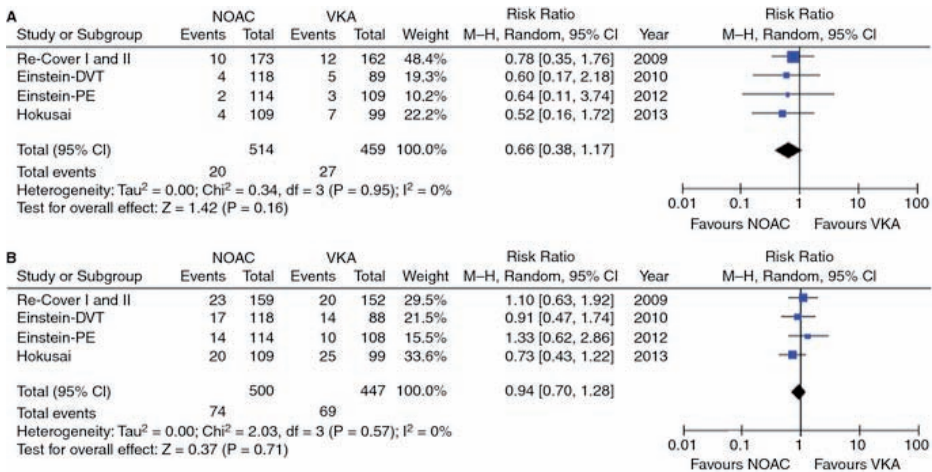 A NOAC VKA Risk Ratio Risk Ratio
Study or Subgroup Events Total Events Total Weight M–H, Random, 95% CI Year M–H, Random, 95% CI
Re-Cover I and II 10 173 12 162 48.4% 0.78 [0.35, 1.76] 2009
Einstein-DVT 4 118 5 89 19.3% 0.60 [0.17, 2.18] 2010
Einstein-PE 2 114 3 109 10.2% 0.64 [0.11, 3.74] 2012
Hokusai 4 109 7 99 22.2% 0.52 [0.16, 1.72] 2013
Total (95% CI) 514 459 100.0% 0.66 [0.38, 1.17]
Total events 20 27
Heterogeneity: Tau² = 0.00; Chi² = 0.34, df = 3 (P = 0.95); I² = 0%
Test for overall effect: Z = 1.42 (P = 0.16)
0.01 0.1 1 10 100
Favours NOAC Favours VKA
B NOAC VKA Risk Ratio Risk Ratio
Study or Subgroup Events Total Events Total Weight M–H, Random, 95% CI Year M–H, Random, 95% CI
Re-Cover I and II 23 159 20 152 29.5% 1.10 [0.63, 1.92] 2009
Einstein-DVT 17 118 14 88 21.5% 0.91 [0.47, 1.74] 2010
Einstein-PE 14 114 10 108 15.5% 1.33 [0.62, 2.86] 2012
Hokusai 20 109 25 99 33.6% 0.73 [0.43, 1.22] 2013
Total (95% CI) 500 447 100.0% 0.94 [0.70, 1.28]
Total events 74 69
Heterogeneity: Tau² = 0.00; Chi² = 2.03, df = 3 (P = 0.57); I² = 0%
Test for overall effect: Z = 0.37 (P = 0.71)
0.01 0.1 1 10 100
Favours NOAC Favours VKA